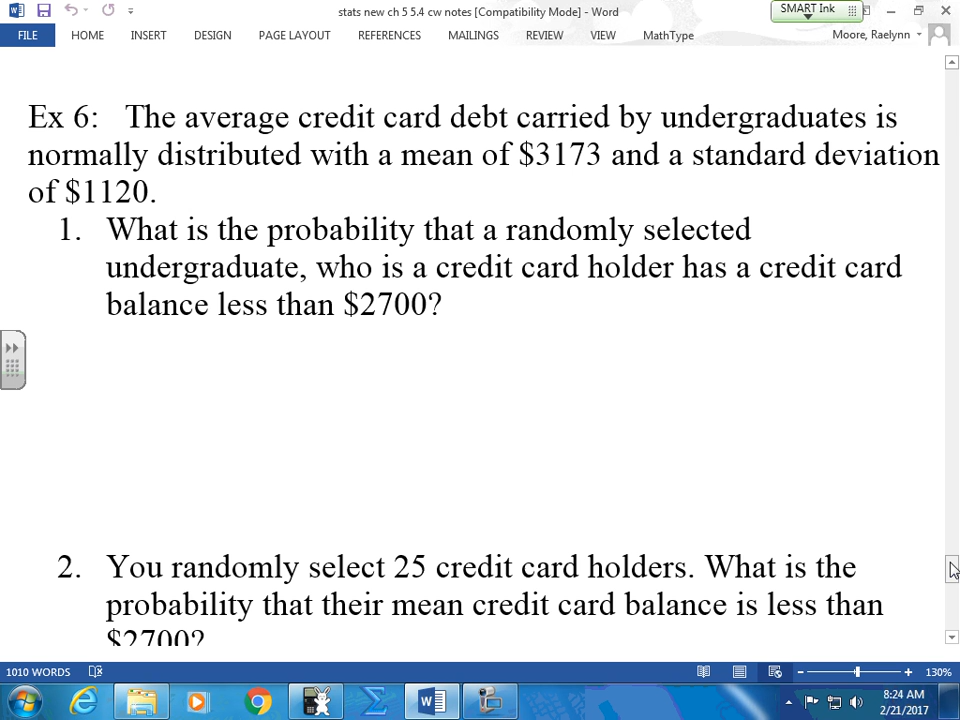 stats new ch 5 5.4 cw notes [Compatibility Mode] - Word
SMART Ink
FILE HOME INSERT DESIGN PAGE LAYOUT REFERENCES MAILINGS REVIEW VIEW MathType Moore, Raelynn
Ex 6: The average credit card debt carried by undergraduates is
normally distributed with a mean of $3173 and a standard deviation
of $1120.
1. What is the probability that a randomly selected
undergraduate, who is a credit card holder has a credit card
balance less than $2700?
2. You randomly select 25 credit card holders. What is the
probability that their mean credit card balance is less than
$2700?
1010 WORDS 130%
8:24 AM
2/21/2017